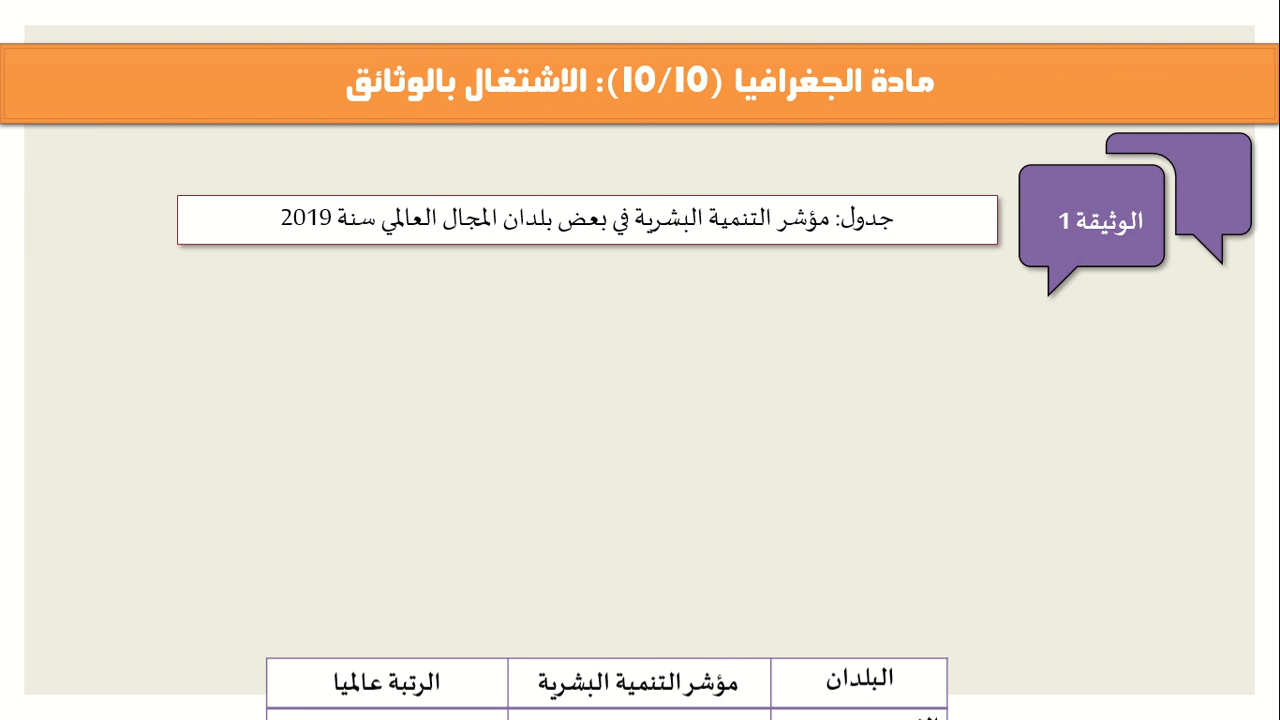 مادة الجغرافيا (10/10): الاشتغال بالوثائق
الوثيقة 1
جدول: مؤشر التنمية البشرية في بعض بلدان المجال العالمي سنة 2019
البلدان مؤشر التنمية البشرية الرتبة عالميا